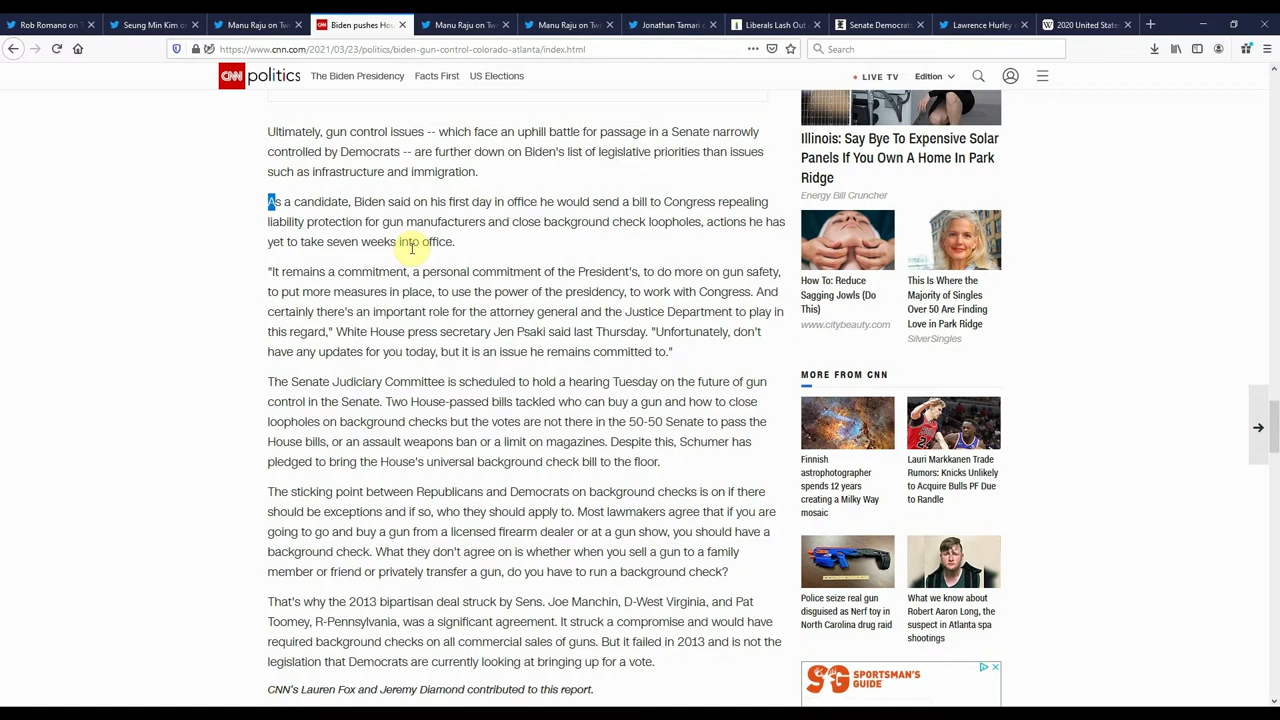 Rob Romano on Tw
Seung Min Kim on
Manu Raju on Twi
Biden pushes Hou
Manu Raju on Twi
Manu Raju on Twi
Jonathan Tamari o
Liberals Lash Out
Senate Democrat
Lawrence Hurley o
2020 United State
https://www.cnn.com/2021/03/23/politics/biden-gun-control-colorado-atlanta/index.html
Search
CNN politics
The Biden Presidency
Facts First
US Elections
LIVE TV
Edition
Ultimately, gun control issues -- which face an uphill battle for passage in a Senate narrowly
controlled by Democrats -- are further down on Biden's list of legislative priorities than issues
such as infrastructure and immigration.
As a candidate, Biden said on his first day in office he would send a bill to Congress repealing
liability protection for gun manufacturers and close background check loopholes, actions he has
yet to take seven weeks into office.
"It remains a commitment, a personal commitment of the President's, to do more on gun safety,
to put more measures in place, to use the power of the presidency, to work with Congress. And
certainly there's an important role for the attorney general and the Justice Department to play in
this regard," White House press secretary Jen Psaki said last Thursday. "Unfortunately, don't
have any updates for you today, but it is an issue he remains committed to."
The Senate Judiciary Committee is scheduled to hold a hearing Tuesday on the future of gun
control in the Senate. Two House-passed bills tackled who can buy a gun and how to close
loopholes on background checks but the votes are not there in the 50-50 Senate to pass the
House bills, or an assault weapons ban or a limit on magazines. Despite this, Schumer has
pledged to bring the House's universal background check bill to the floor.
The sticking point between Republicans and Democrats on background checks is on if there
should be exceptions and if so, who they should apply to. Most lawmakers agree that if you are
going to go and buy a gun from a licensed firearm dealer or at a gun show, you should have a
background check. What they don't agree on is whether when you sell a gun to a family
member or friend or privately transfer a gun, do you have to run a background check?
That's why the 2013 bipartisan deal struck by Sens. Joe Manchin, D-West Virginia, and Pat
Toomey, R-Pennsylvania, was a significant agreement. It struck a compromise and would have
required background checks on all commercial sales of guns. But it failed in 2013 and is not the
legislation that Democrats are currently looking at bringing up for a vote.
CNN's Lauren Fox and Jeremy Diamond contributed to this report.
Illinois: Say Bye To Expensive Solar
Panels If You Own A Home In Park
Ridge
Energy Bill Cruncher
How To: Reduce
Sagging Jowls (Do
This)
www.citybeauty.com
This Is Where the
Majority of Singles
Over 50 Are Finding
Love in Park Ridge
SilverSingles
MORE FROM CNN
Finnish
astrophotographer
spends 12 years
creating a Milky Way
mosaic
Lauri Markkanen Trade
Rumors: Knicks Unlikely
to Acquire Bulls PF Due
to Randle
Police seize real gun
disguised as Nerf toy in
North Carolina drug raid
What we know about
Robert Aaron Long, the
suspect in Atlanta spa
shootings
SPORTSMAN'S
GUIDE